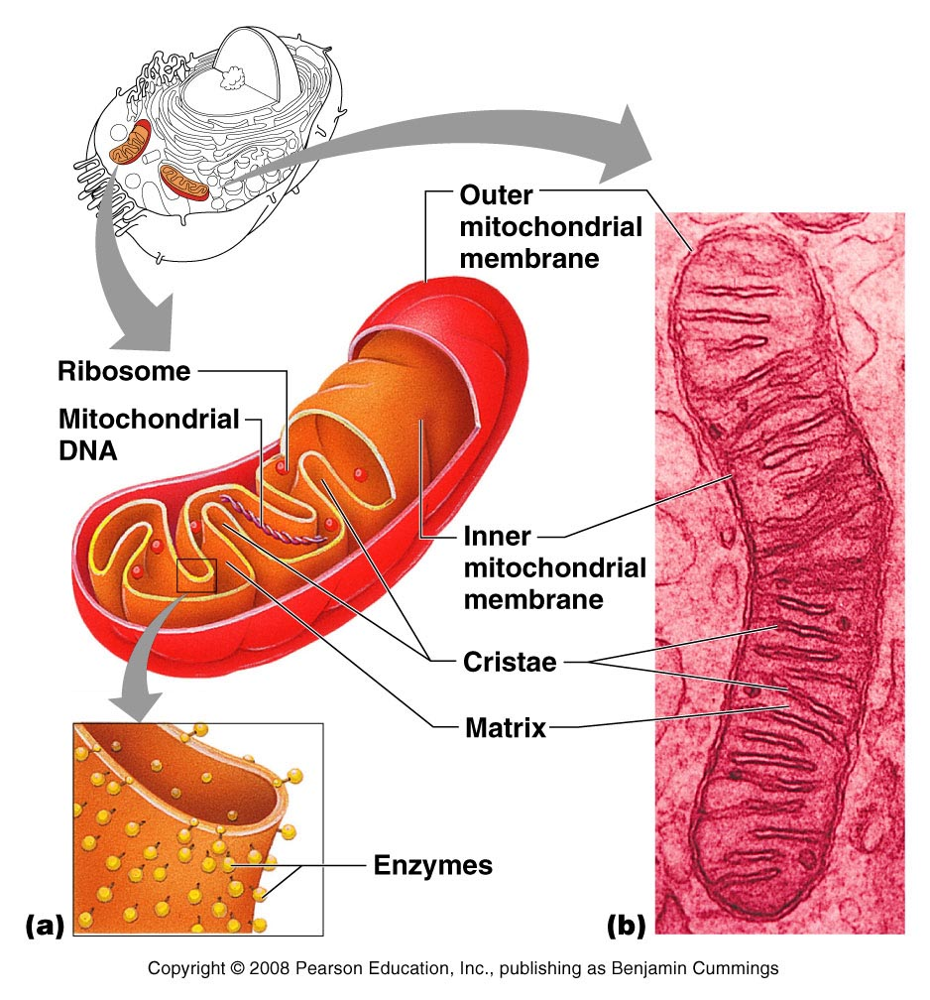 Outer
mitochondrial
membrane
Ribosome
Mitochondrial
DNA
Inner
mitochondrial
membrane
Cristae
Matrix
Enzymes
(a)
(b)
Copyright © 2008 Pearson Education, Inc., publishing as Benjamin Cummings